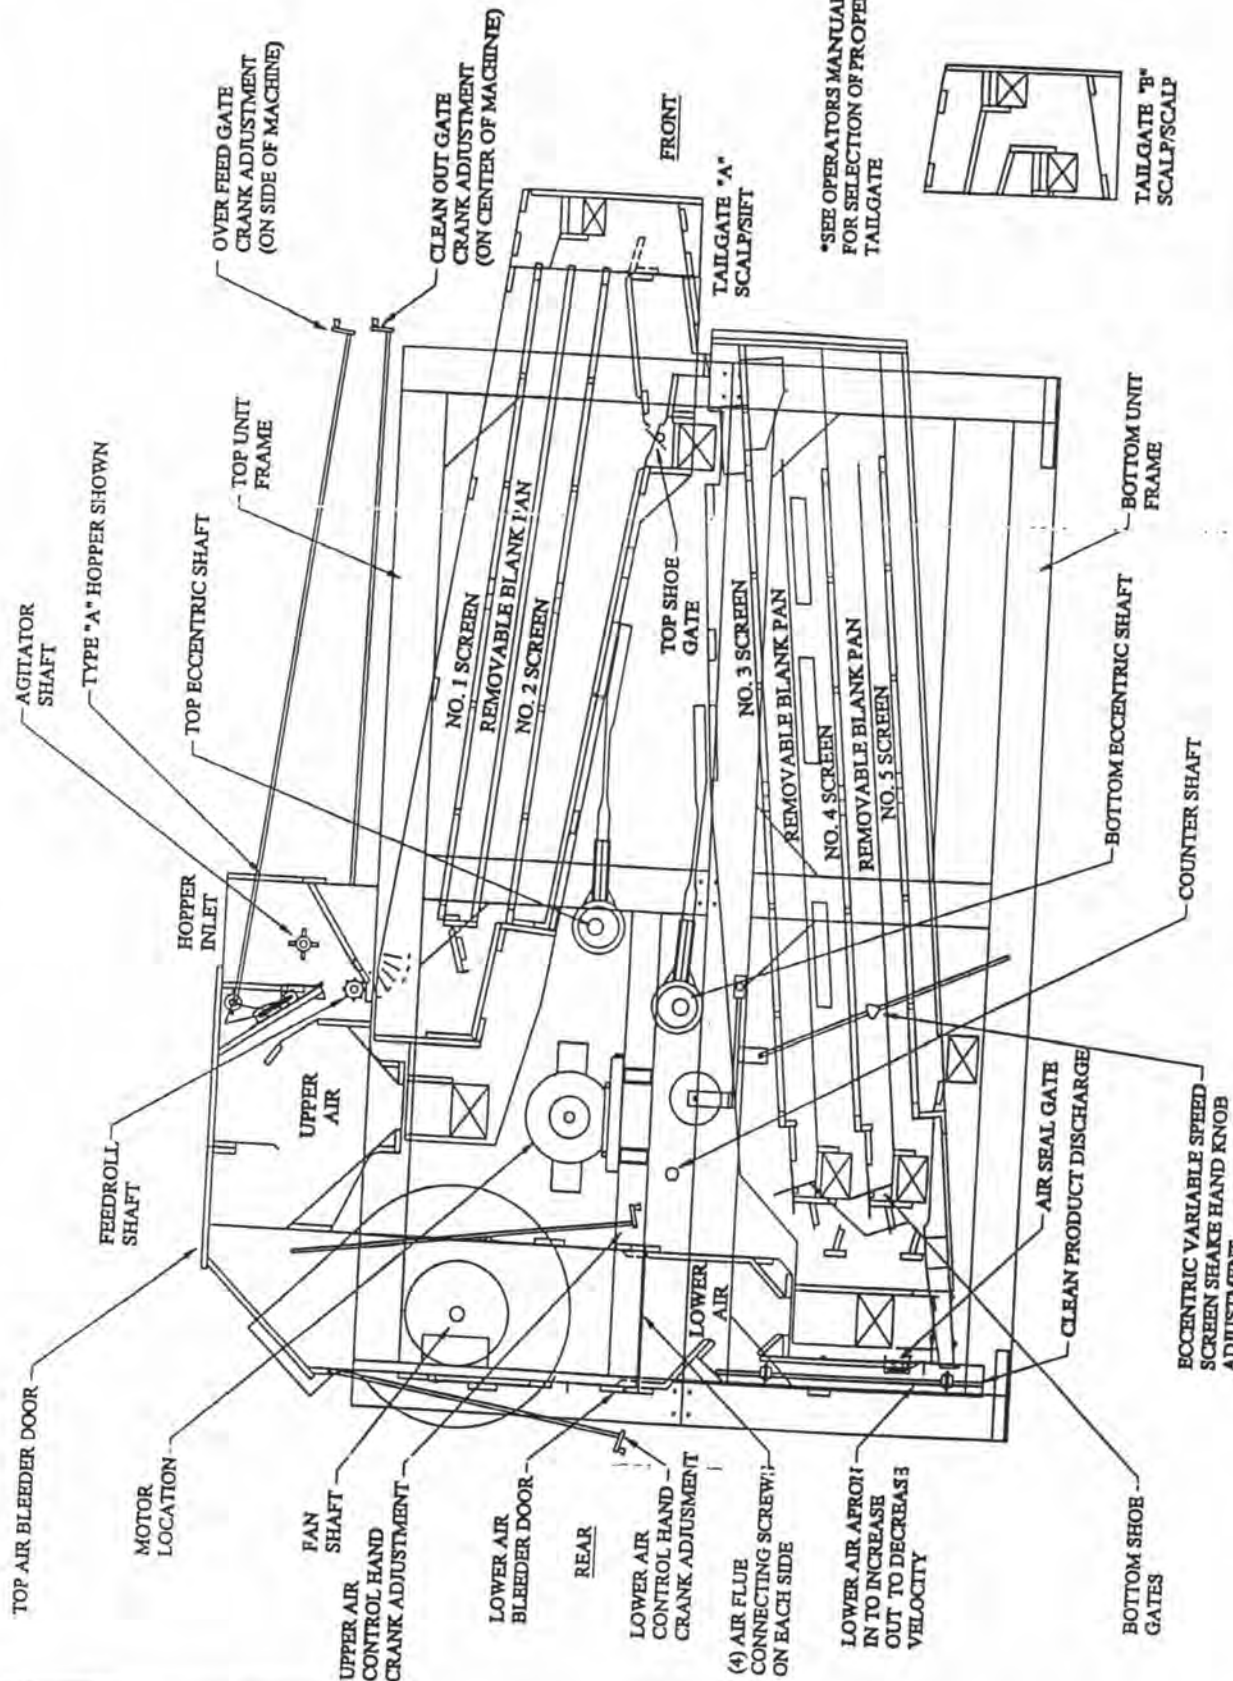 OVER FEED GATE
CRANK ADJUSTMENT
(ON SIDE OF MACHINE)
CLEAN OUT GATE
CRANK ADJUSTMENT
(ON CENTER OF MACHINE)
FRONT
*SEE OPERATORS MANUAL
FOR SELECTION OF PROPER
TAILGATE
TAILGATE "B"
SCALP/SCALP
TAILGATE "A"
SCALP/SIFT
TOP UNIT
FRAME
TYPE "A" HOPPER SHOWN
AGITATOR
SHAFT
TOP ECCENTRIC SHAFT
HOPPER
INLET
NO. 1 SCREEN
REMOVABLE BLANK PAN
NO. 2 SCREEN
TOP SHOE
GATE
NO. 3 SCREEN
REMOVABLE BLANK PAN
NO. 4 SCREEN
REMOVABLE BLANK PAN
NO. 5 SCREEN
BOTTOM UNIT
FRAME
BOTTOM ECCENTRIC SHAFT
COUNTER SHAFT
UPPER
AIR
FEEDROLL
SHAFT
TOP AIR BLEEDER DOOR
MOTOR
LOCATION
FAN
SHAFT
UPPER AIR
CONTROL HAND
CRANK ADJUSTMENT
LOWER AIR
BLEEDER DOOR
REAR
LOWER AIR
CONTROL HAND
CRANK ADJUSMENT
(4) AIR FLUE
CONNECTING SCREW
ON EACH SIDE
LOWER
AIR
LOWER AIR APRON
IN TO INCREASE
OUT TO DECREASE
VELOCITY
BOTTOM SHOE
GATES
AIR SEAL GATE
CLEAN PRODUCT DISCHARGE
ECCENTRIC VARIABLE SPEED
SCREEN SHAKE HAND KNOB